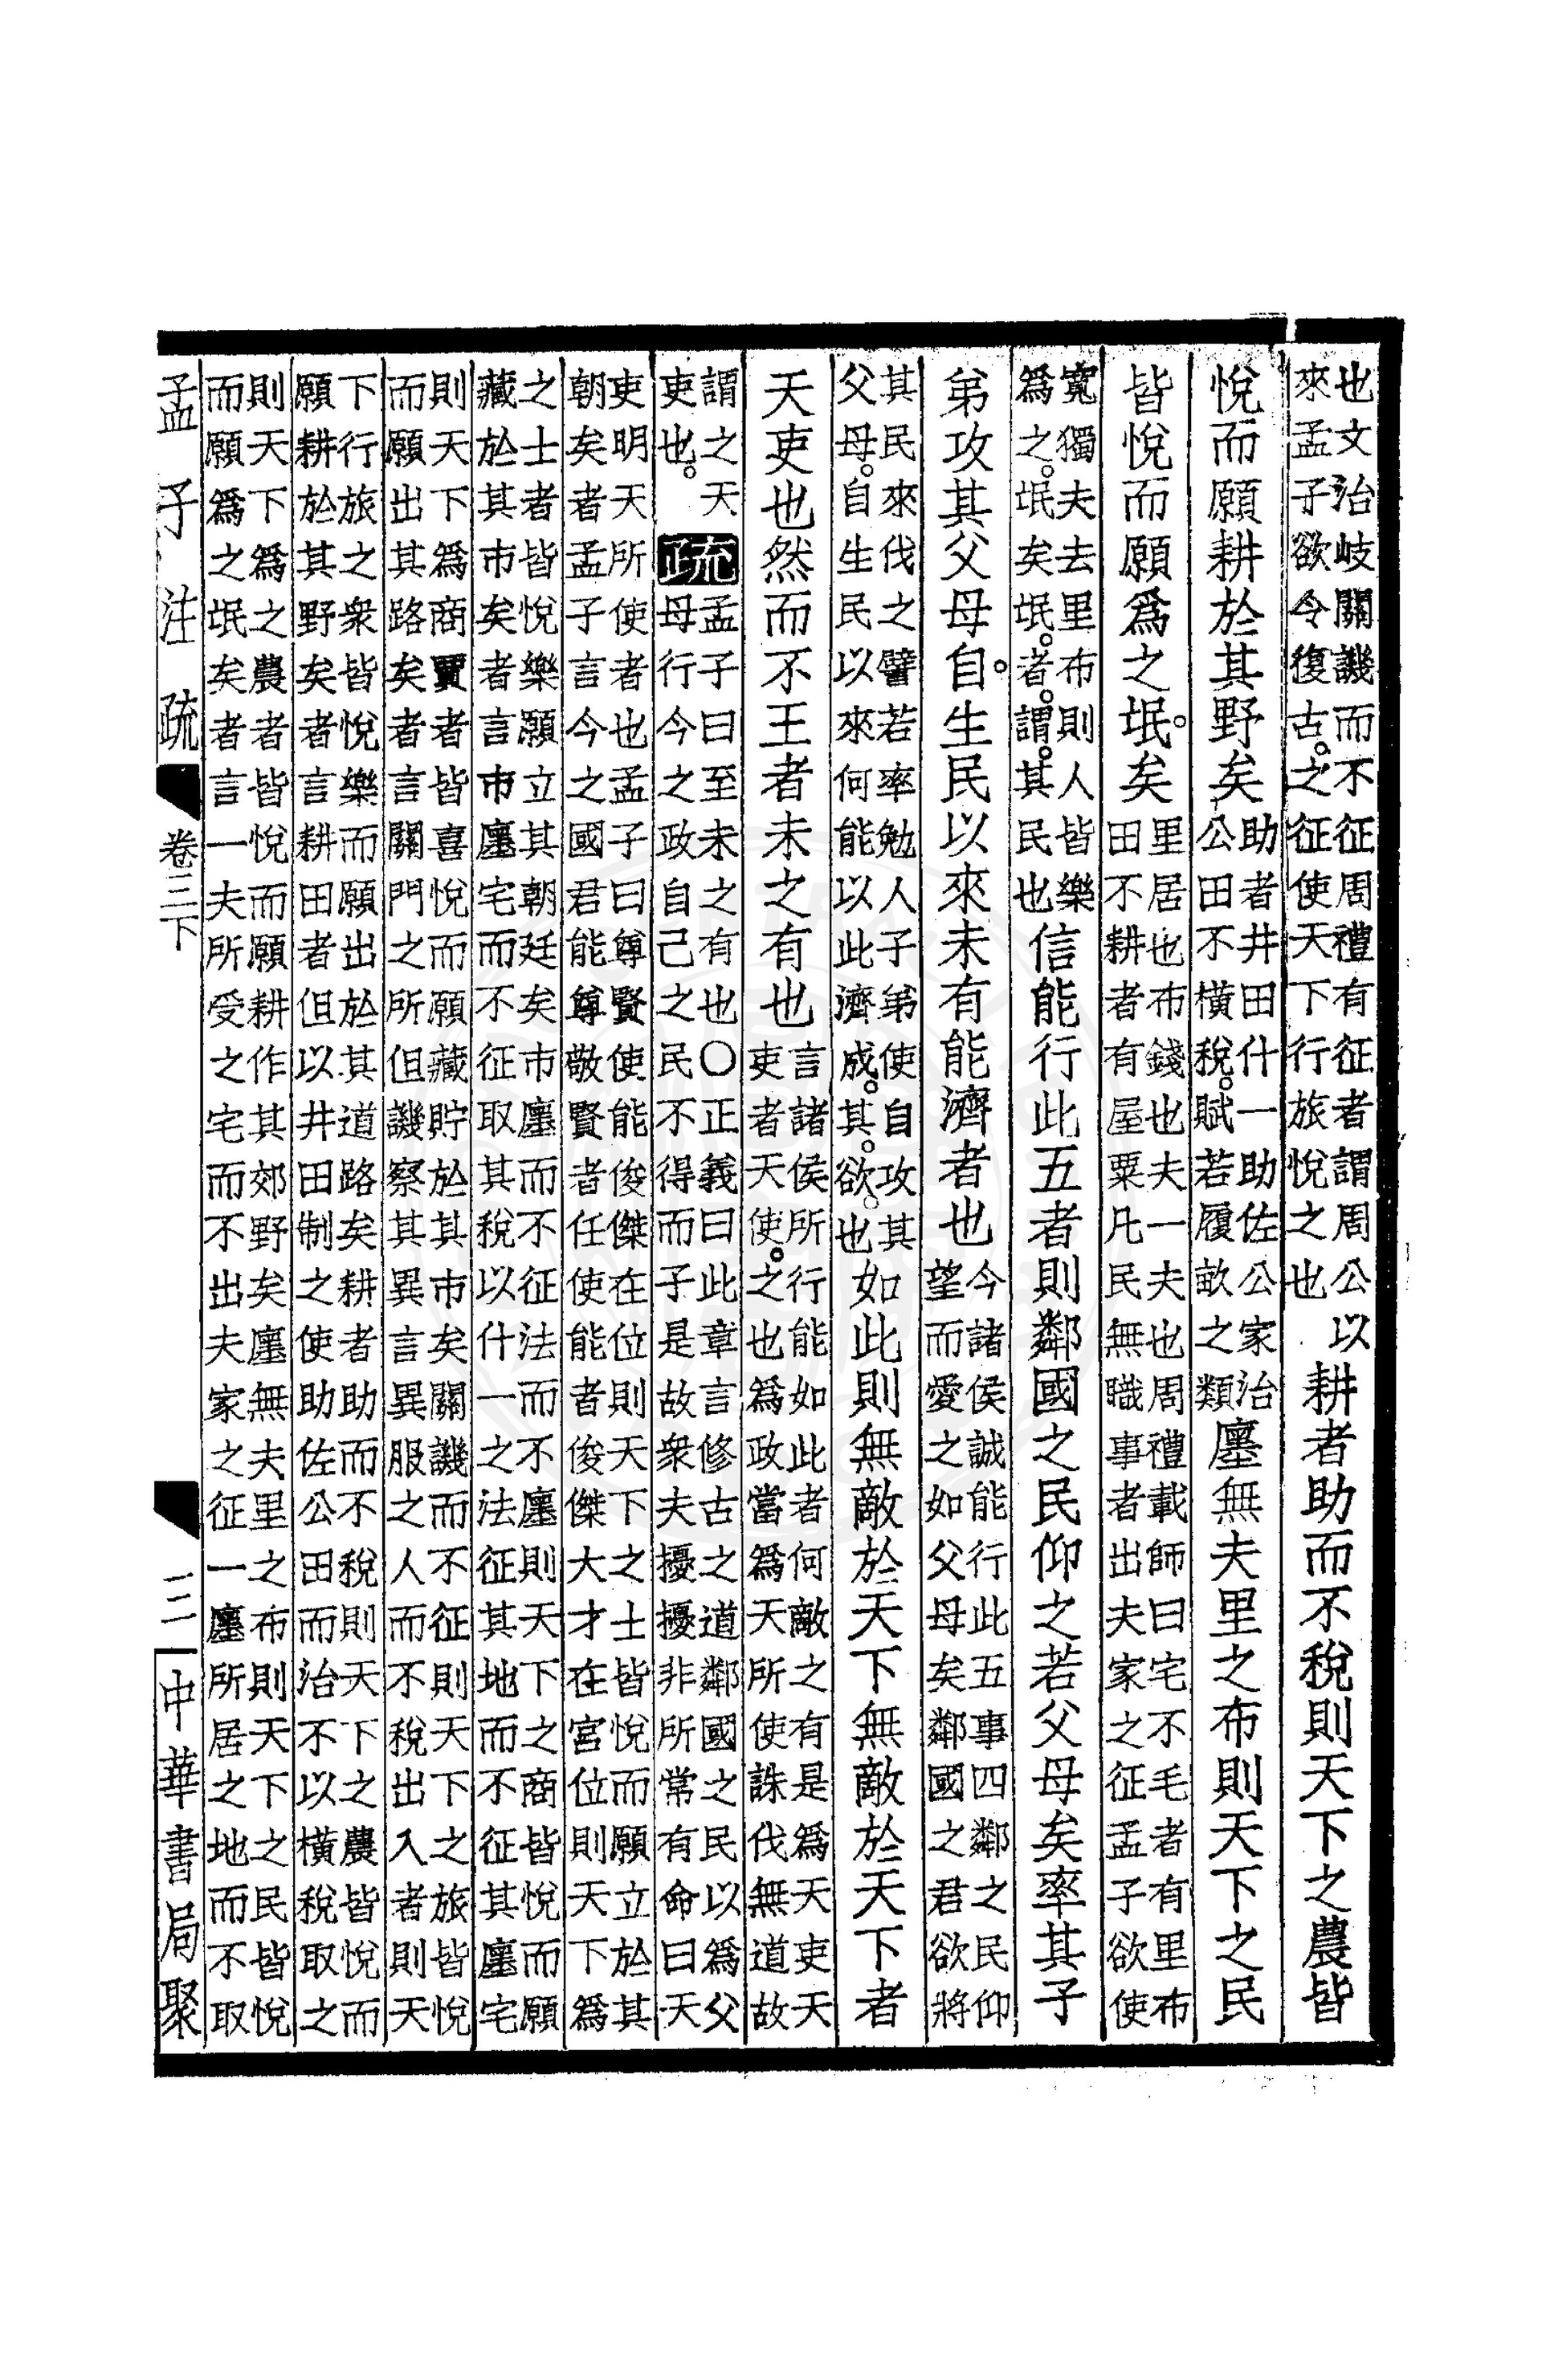 也文治岐關譏而不征周禮有征者謂周公以
來孟子欲令復古之征使天下行旅悅之也
耕者助而不稅則天下之農皆
悅而願耕於其野矣
助者井田什一助佐公家治
公田不橫稅賦若履畝之類
廛無夫里之布則天下之民
皆悅而願爲之氓矣
里居也布錢也夫一夫也周禮載師曰宅不毛者有里布
田不耕者有屋粟凡民無職事者出夫家之征孟子欲使
寬獨夫去里布則人皆樂
爲之氓矣氓者謂其民也
信能行此五者則鄰國之民仰之若父母矣率其子
弟攻其父母自生民以來未有能濟者也
今諸侯誠能行此五事四鄰之民仰
望而愛之如父母矣鄰國之君欲將
其民來伐之譬若率勉人子弟使自攻其
父母自生民以來何能以此濟成其欲也
如此則無敵於天下無敵於天下者
天吏也然而不王者未之有也
言諸侯所行能如此者何敵之有是爲天吏天
吏者天使之也爲政當爲天所使誅伐無道故
謂之天
吏也
疏
孟子曰至未之有也〇正義曰此章言修古之道鄰國之民以爲父
母行今之政自己之民不得而子是故衆夫擾擾非所常有命曰天
吏明天所使者也孟子曰尊賢使能俊傑在位則天下之士皆悅而願立於其
朝矣者孟子言今之國君能尊敬賢者任使能者俊傑大才在宮位則天下爲
之士者皆悅樂願立其朝廷矣市廛而不征法而不廛則天下之商皆悅而願
藏於其市矣者言市廛宅而不征取其稅以什一之法征其地而不征其廛宅
則天下爲商賈者皆喜悅而願藏貯於其市矣關譏而不征則天下之旅皆悅
而願出其路矣者言關門之所但譏察其異言異服之人而不稅出入者則天
下行旅之衆皆悅樂而願出於其道路矣耕者助而不稅則天下之農皆悅而
願耕於其野矣者言耕田者但以井田制之使助佐公田而治不以橫稅取之
則天下爲之農者皆悅而願耕作其郊野矣廛無夫里之布則天下之民皆悅
而願爲之氓矣者言一夫所受之宅而不出夫家之征一廛所居之地而不取
孟子注疏 卷三下 二 中華書局聚